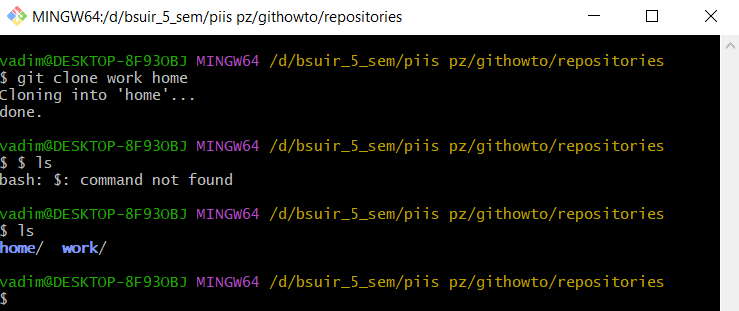 MINGW64:/d/bsuir_5_sem/piis pz/githowto/repositories
vadim@DESKTOP-8F93OBJ MINGW64 /d/bsuir_5_sem/piis pz/githowto/repositories
$ git clone work home
Cloning into 'home'...
done.
vadim@DESKTOP-8F93OBJ MINGW64 /d/bsuir_5_sem/piis pz/githowto/repositories
$ $ ls
bash: $: command not found
vadim@DESKTOP-8F93OBJ MINGW64 /d/bsuir_5_sem/piis pz/githowto/repositories
$ ls
home/  work/
vadim@DESKTOP-8F93OBJ MINGW64 /d/bsuir_5_sem/piis pz/githowto/repositories
$